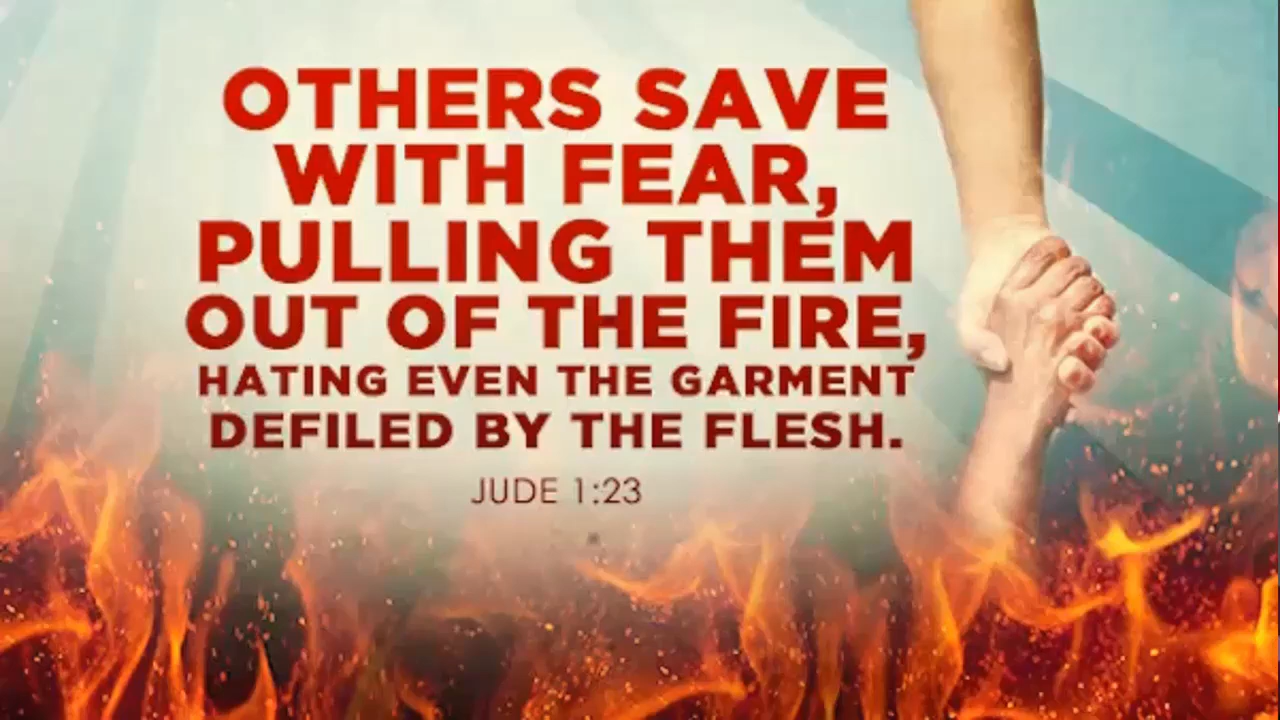 OTHERS SAVE
WITH FEAR,
PULLING THEM
OUT OF THE FIRE,
HATING EVEN THE GARMENT
DEFILED BY THE FLESH.
JUDE 1:23